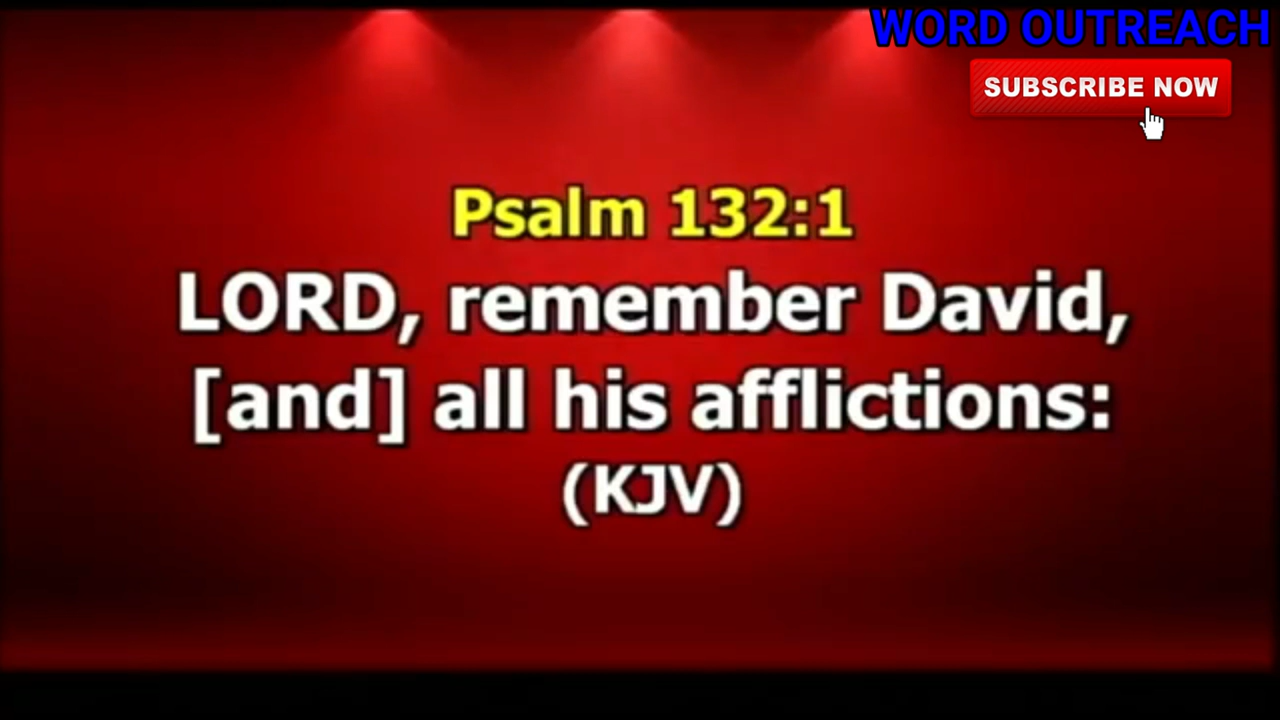 WORD OUTREACH
SUBSCRIBE NOW
Psalm 132:1
LORD, remember David,
[and] all his afflictions:
(KJV)